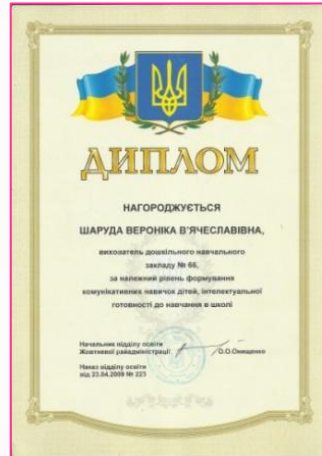 ДИПЛОМ
НАГОРОДЖУЄТЬСЯ
ШАРУДА ВЕРОНІКА В'ЯЧЕСЛАВІВНА,
вихователь дошкільного навчального
закладу № 66,
за належний рівень формування
комунікативних навичок дітей, інтелектуальної
готовності до навчання в школі
Начальник відділу освіти
Жовтневої райадміністрації О.О.Онищенко
Наказ відділу освіти
від 23.04.2009 № 223